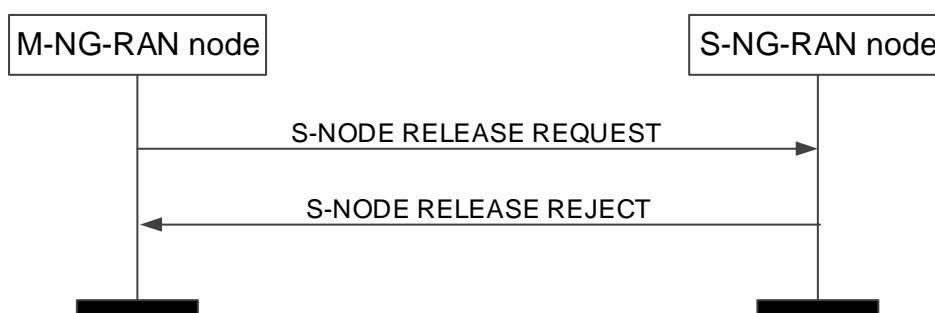 M-NG-RAN node
S-NG-RAN node
S-NODE RELEASE REQUEST
S-NODE RELEASE REJECT